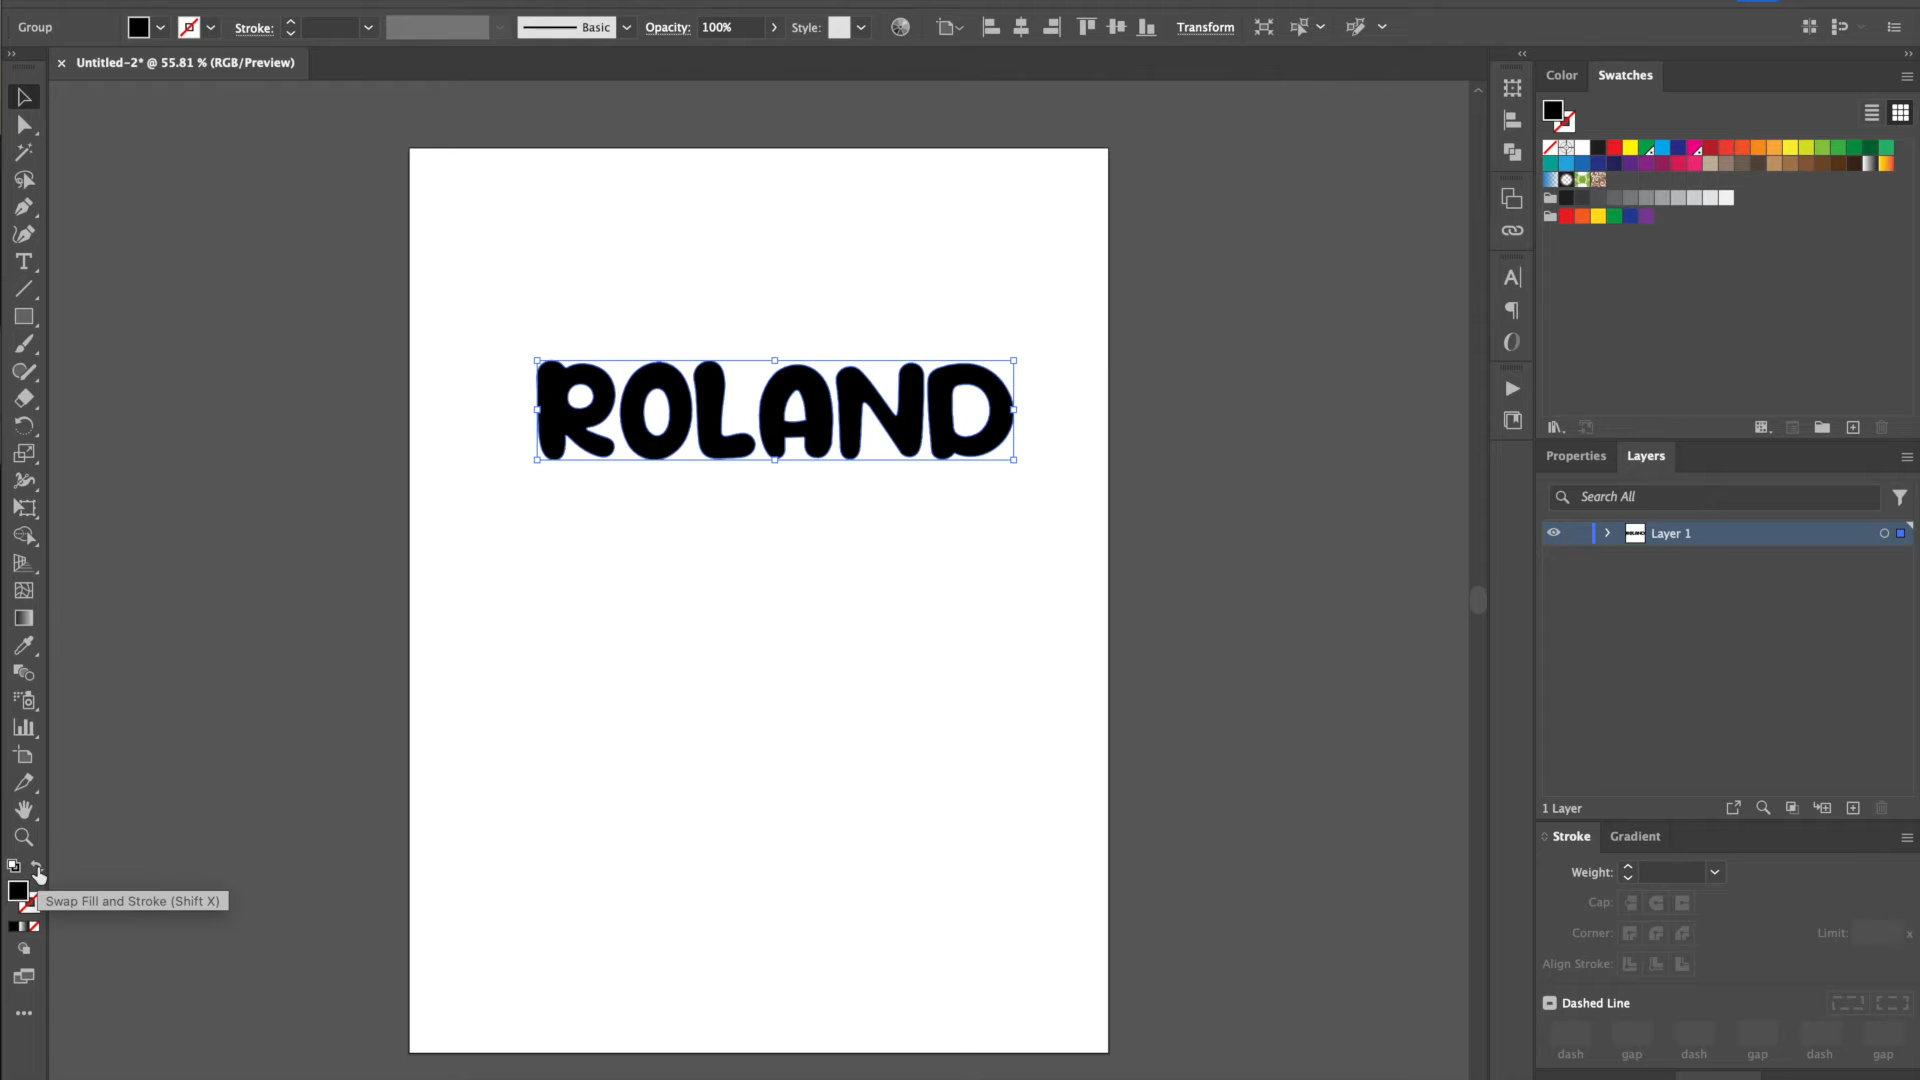 Group
Stroke:
Basic
Opacity:
100%
Style:
Transform
Untitled-2* @ 55.81 % (RGB/Preview)
Color
Swatches
ROLAND
Properties
Layers
Search All
Layer 1
1 Layer
Stroke
Gradient
Weight:
Cap:
Corner:
Limit:
x
Align Stroke:
Dashed Line
dash
gap
dash
gap
dash
gap
Swap Fill and Stroke (Shift X)